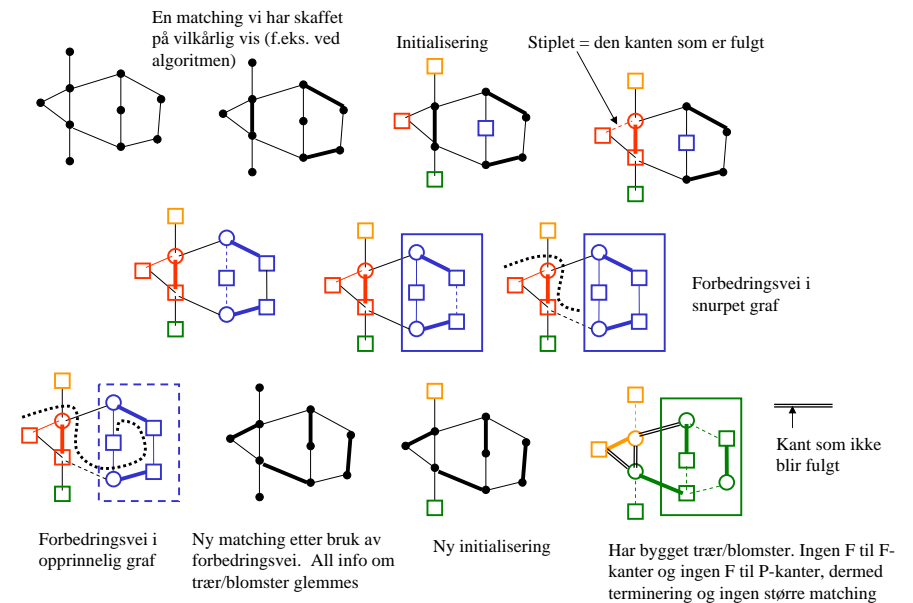 En matching vi har skaffet
på vilkårlig vis (f.eks. ved
algoritmen)
Initialisering
Stiplet = den kanten som er fulgt
Forbedringsvei i
snurpet graf
Kant som ikke
blir fulgt
Forbedringsvei i
opprinnelig graf
Ny matching etter bruk av
forbedringsvei.  All info om
trær/blomster glemmes
Ny initialisering
Har bygget trær/blomster. Ingen F til F-
kanter og ingen F til P-kanter, dermed
terminering og ingen større matching